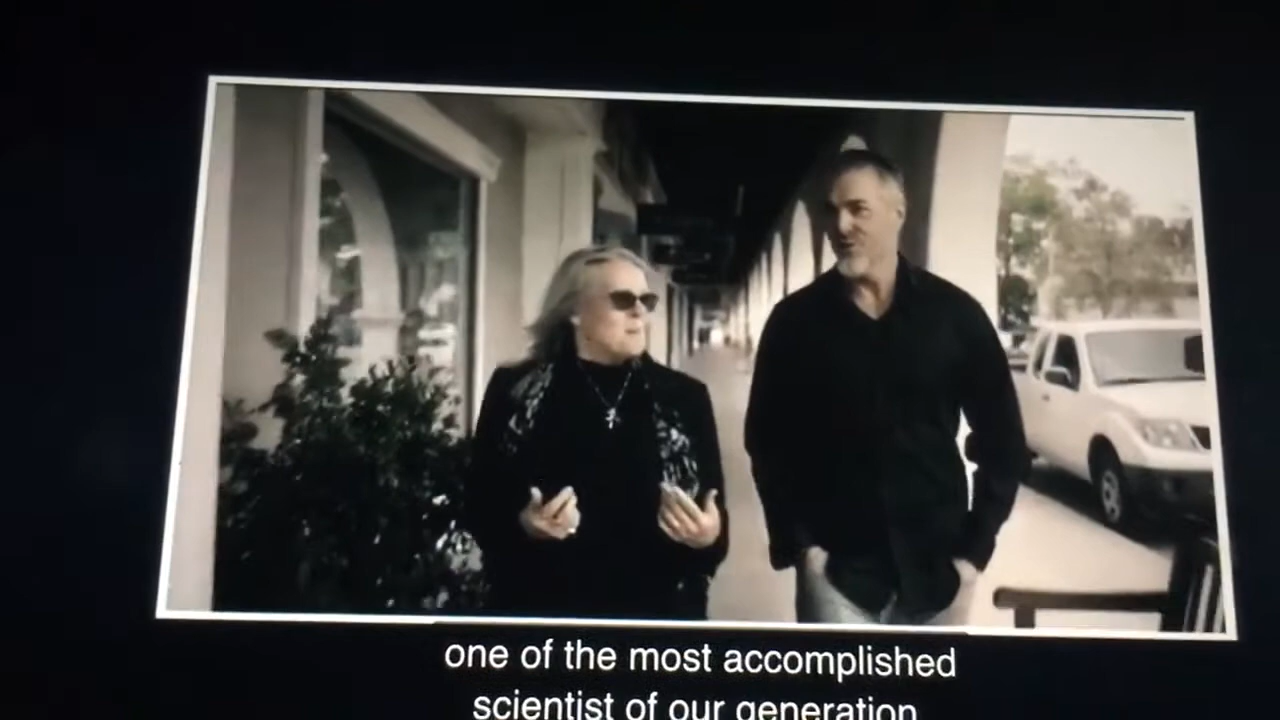 one of the most accomplished
scientist of our generation